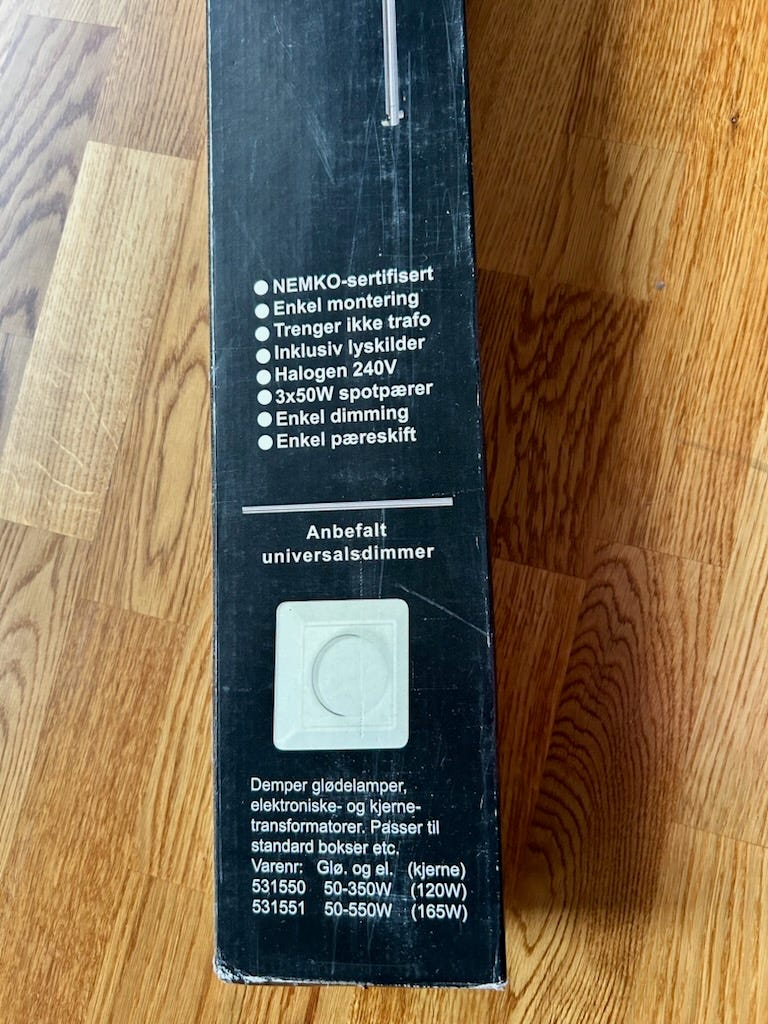 NEMKO-sertifisert
Enkel montering
Trenger ikke trafo
Inklusiv lyskilder
Halogen 240V
3x50W spotpærer
Enkel dimming
Enkel pæreskift
Anbefalt
universalsdimmer
Demper glødelamper,
elektroniske- og kjerne-
transformatorer. Passer til
standard bokser etc.
Varenr: Glø. og el. (kjerne)
531550 50-350W (120W)
531551 50-550W (165W)